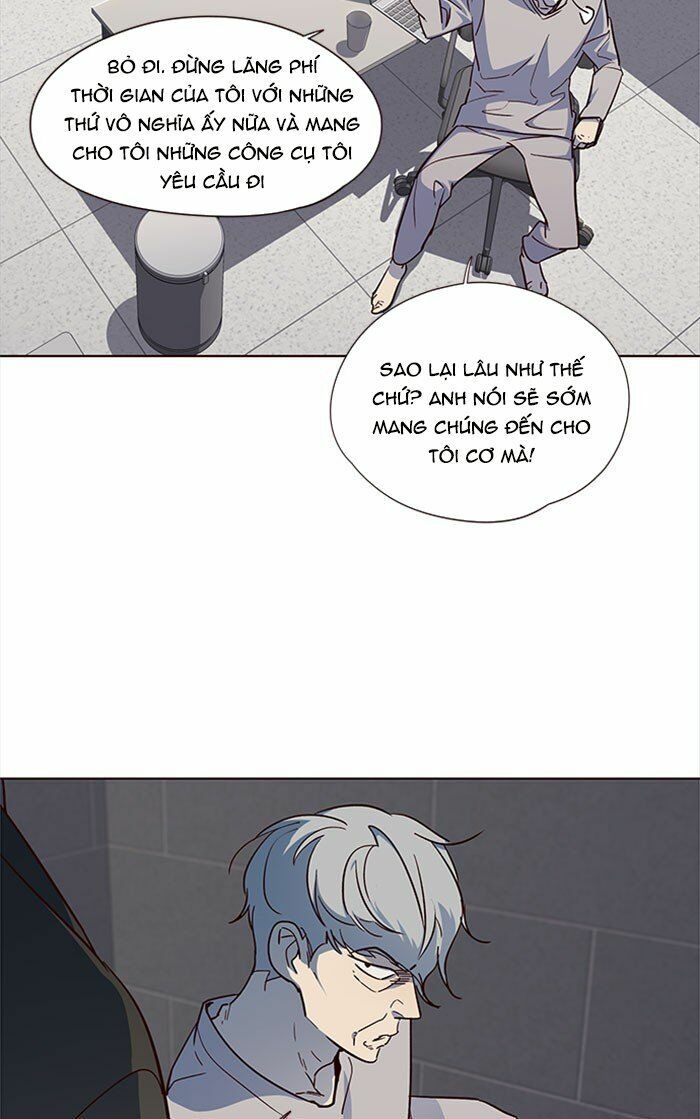 BỎ ĐI. ĐỪNG LÃNG PHÍ
THỜI GIAN CỦA TÔI VỚI NHỮNG
THỨ VÔ NGHĨA ẤY NỮA VÀ MANG
CHO TÔI NHỮNG CÔNG CỤ TÔI
YÊU CẦU ĐI
SAO LẠI LÂU NHƯ THẾ
CHỨ? ANH NÓI SẼ SỚM
MANG CHÚNG ĐẾN CHO
TÔI CƠ MÀ!